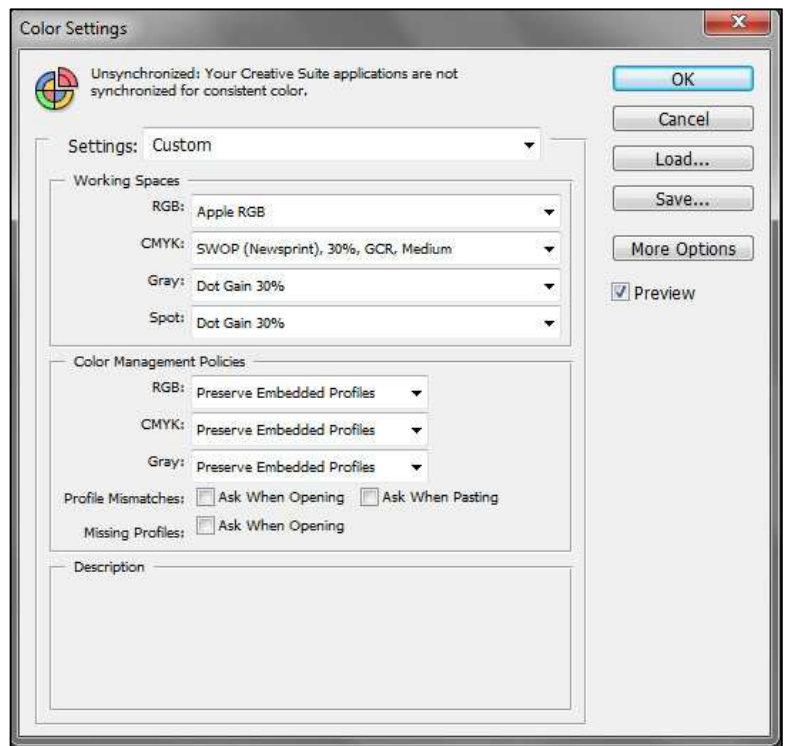 Color Settings
x
Unsynchronized: Your Creative Suite applications are not
synchronized for consistent color.
OK
Cancel
Load...
Save...
More Options
Preview
Settings: Custom
Working Spaces
RGB: Apple RGB
CMYK: SWOP (Newsprint), 30%, GCR, Medium
Gray: Dot Gain 30%
Spot: Dot Gain 30%
Color Management Policies
RGB: Preserve Embedded Profiles
CMYK: Preserve Embedded Profiles
Gray: Preserve Embedded Profiles
Profile Mismatches: Ask When Opening Ask When Pasting
Missing Profiles: Ask When Opening
Description